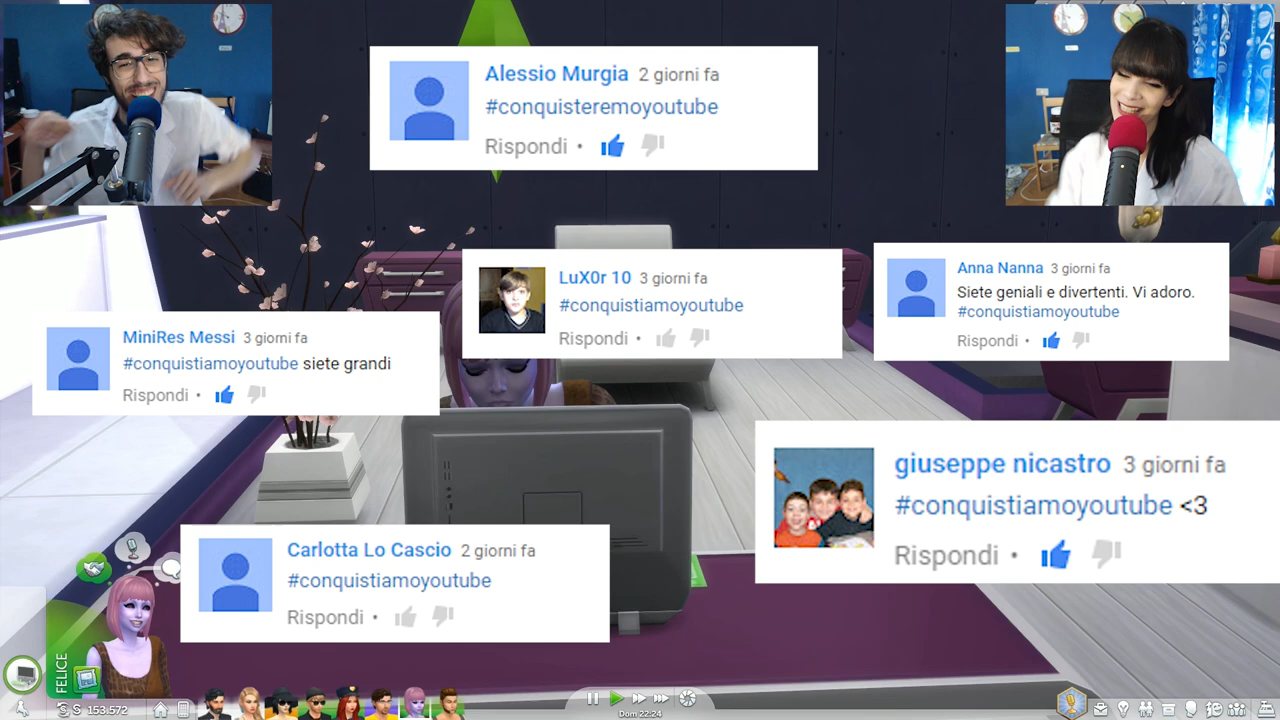 Alessio Murgia 2 giorni fa
#conquisteremoyoutube
Rispondi •
LuX0r 10 3 giorni fa
#conquistiamoyoutube
Rispondi •
Anna Nanna 3 giorni fa
Siete geniali e divertenti. Vi adoro.
#conquistiamoyoutube
Rispondi •
MiniRes Messi 3 giorni fa
#conquistiamoyoutube siete grandi
Rispondi •
giuseppe nicastro 3 giorni fa
#conquistiamoyoutube <3
Rispondi •
Carlotta Lo Cascio 2 giorni fa
#conquistiamoyoutube
Rispondi •
FELICE
153.572
Dom 22:24